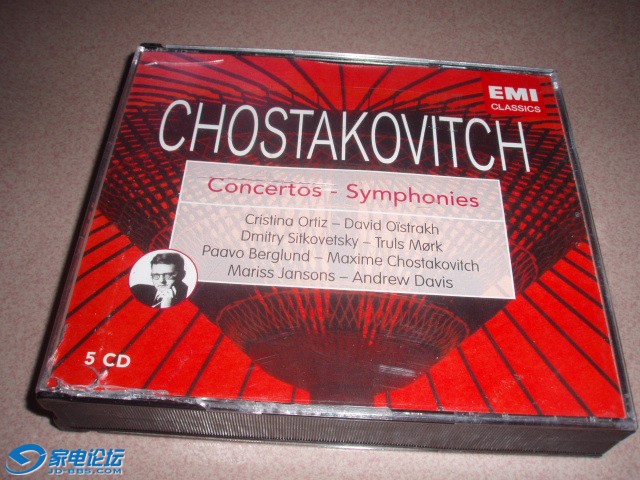 EMI
CLASSICS
CHOSTAKOVITCH
Concertos - Symphonies
Cristina Ortiz – David Oïstrakh
Dmitry Sitkovetsky – Truls Mørk
Paavo Berglund – Maxime Chostakovitch
Mariss Jansons – Andrew Davis
5 CD
家电论坛
JD-BBS.COM